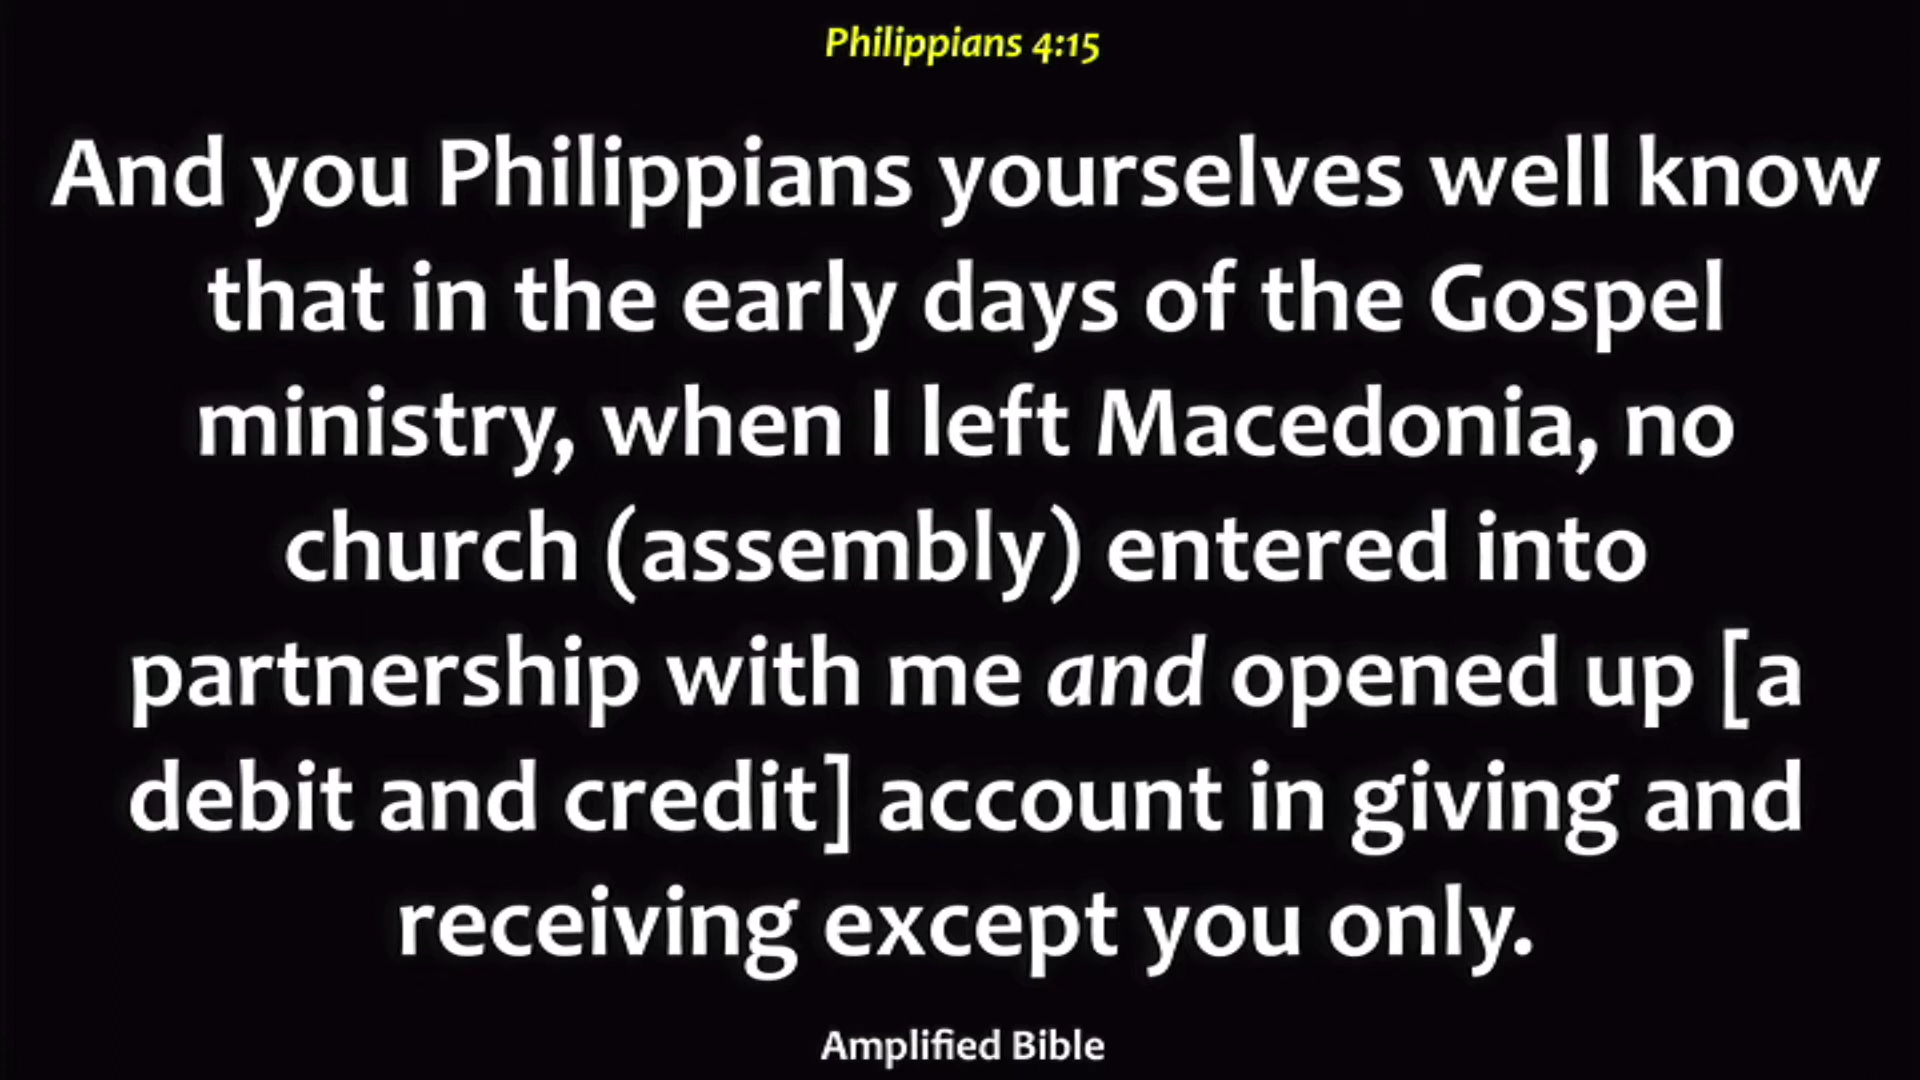 Philippians 4:15
And you Philippians yourselves well know
that in the early days of the Gospel
ministry, when I left Macedonia, no
church (assembly) entered into
partnership with me and opened up [a
debit and credit] account in giving and
receiving except you only.
Amplified Bible